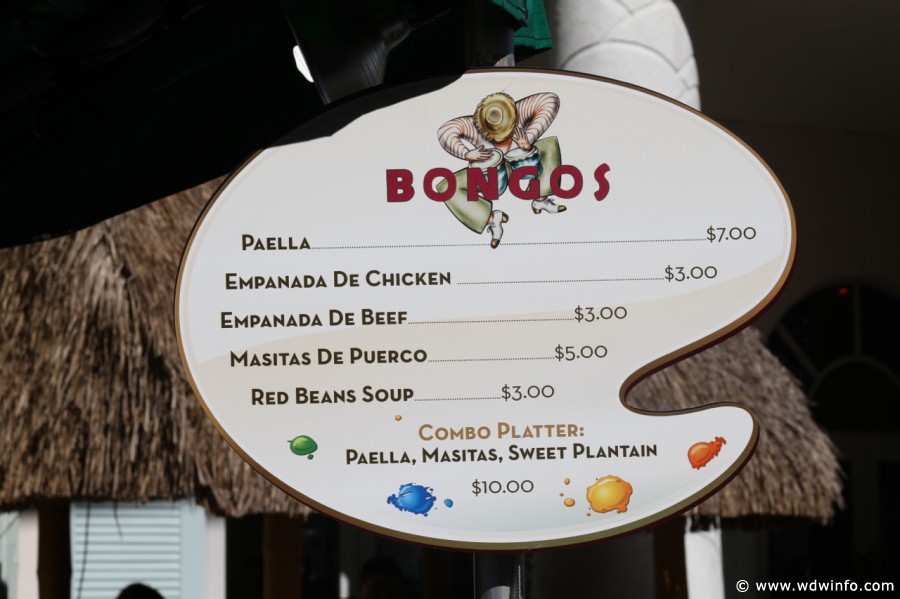 BONGOS
PAELLA $7.00
EMPANADA DE CHICKEN $3.00
EMPANADA DE BEEF $3.00
MASITAS DE PUERCO $5.00
RED BEANS SOUP $3.00
COMBO PLATTER:
PAELLA, MASITAS, SWEET PLANTAIN
$10.00
© www.wdwinfo.com